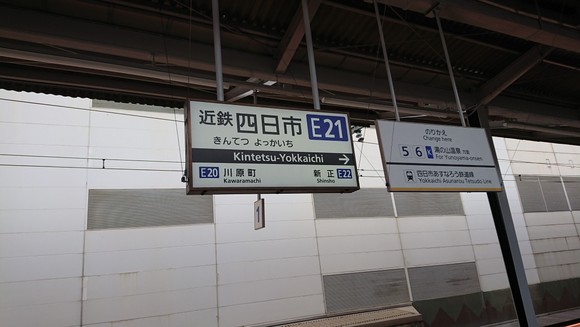 近鉄 四日市 E21
きんてつ よっかいち
Kintetsu-Yokkaichi
E20 川原町 新正 E22
Kawaramachi Shinsho
1
のりかえ
Change here
5 6 湯の山温泉 方面
For Yunoyama-onsen
四日市あすなろう鉄道線
Yokkaichi Asunarou Tetsudo Line